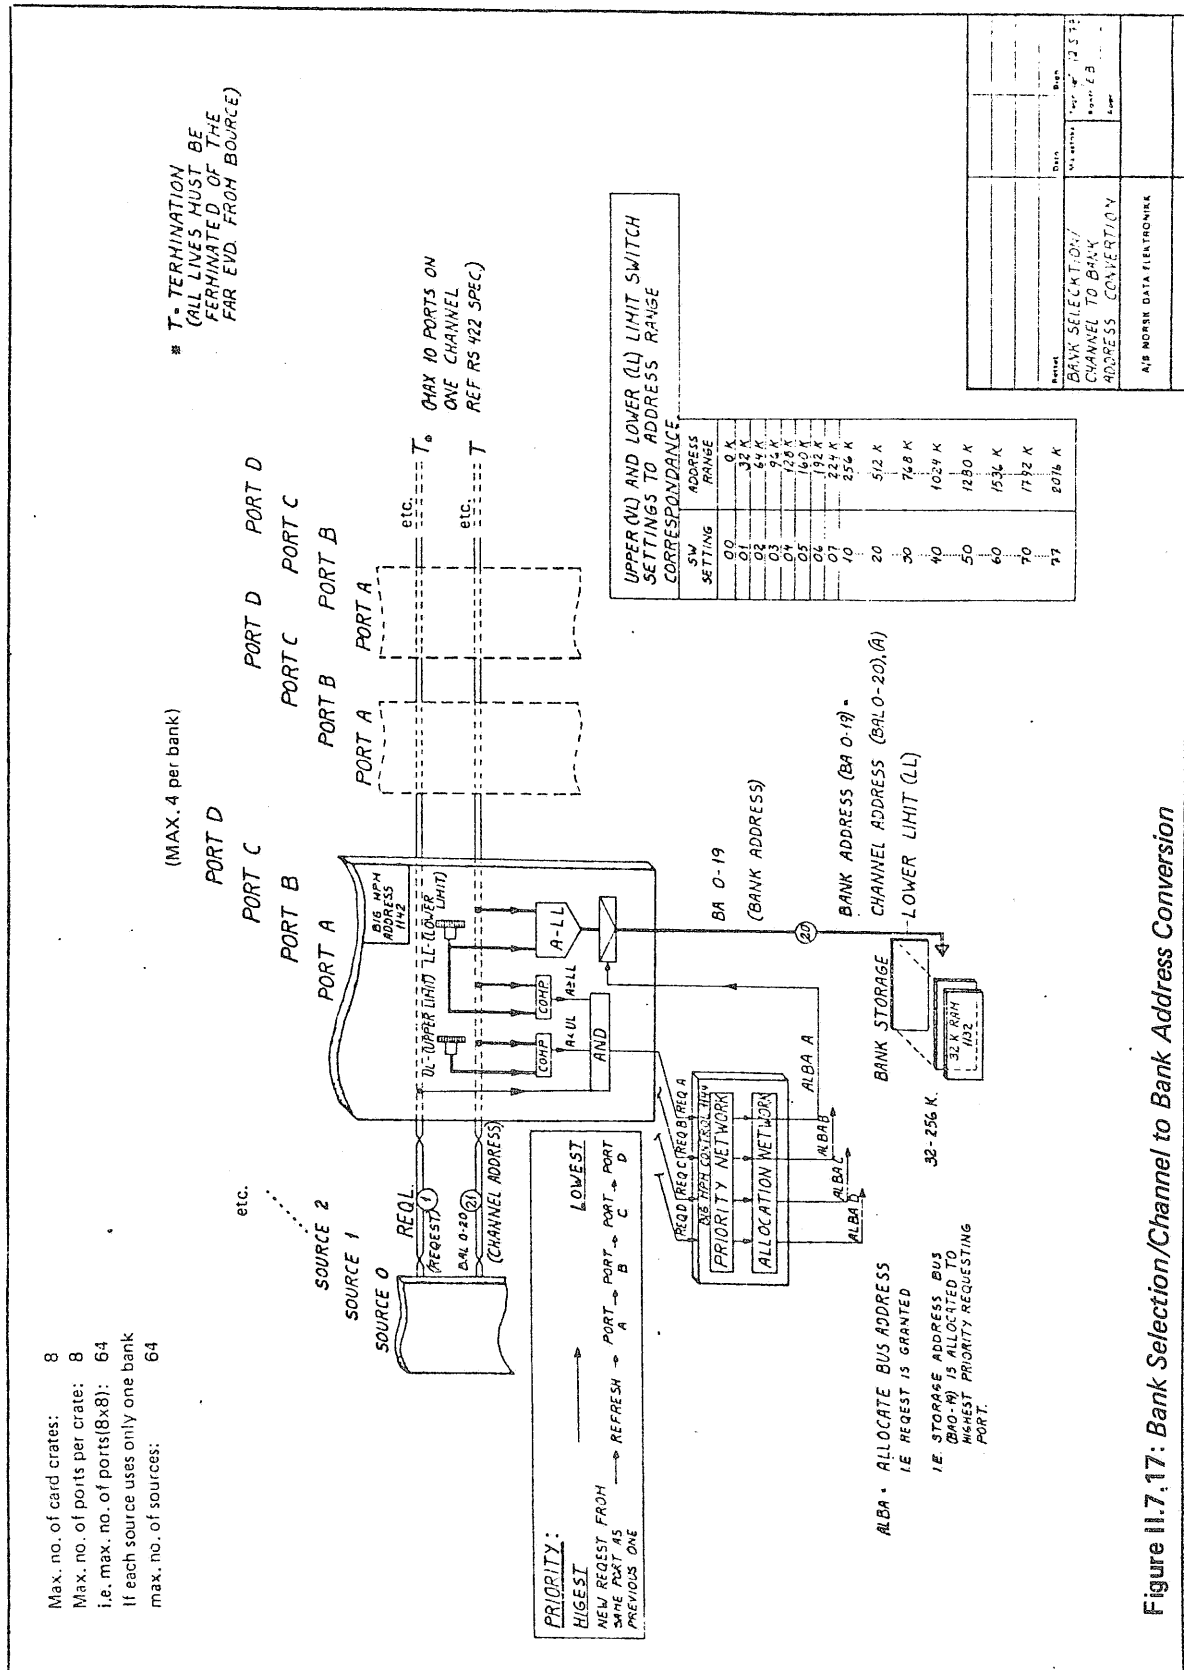 Max. no. of card crates: 8
Max. no. of ports per crate: 8
i.e. max. no. of ports(8x8): 64
If each source uses only one bank
max. no. of sources: 64
etc.
SOURCE 2
SOURCE 1
SOURCE 0
REQL
(REQEST)
1
BAL 0-20
21
(CHANNEL ADDRESS)
(MAX. 4 per bank)
PORT D
PORT C
PORT B
PORT A
BIG MPM
ADDRESS
1142
UL-(UPPER LIMIT)
LE-(LOWER
LIMIT)
COMP
COMP
A-LL
A<UL
A≥LL
AND
PORT D
PORT C
PORT B
PORT A
PORT D
PORT C
PORT B
PORT A
etc.
T.
etc.
T
* T= TERMINATION
(ALL LIVES MUST BE
FERMINATED OF THE
FAR EVD. FROM BOURCE)
(MAX 10 PORTS ON
ONE CHANNEL
REF RS 422 SPEC,)
PRIORITY:
HIGEST
LOWEST
NEW REQEST FROM
SAME PORT AS
PREVIOUS ONE
REFRESH
PORT
A
PORT
B
PORT
C
PORT
D
REQ D
REQ C
REQ B
REQ A
BIG MPM CONTROL 1144
PRIORITY NETWORK
ALLOCATION NETWORK
ALBA A
ALBA B
ALBA C
ALBA D
BA 0-19
(BANK ADDRESS)
20
BANK ADDRESS (BA 0-19) =
CHANNEL ADDRESS (BAL 0-20),(A)
-LOWER LIMIT (LL)
BANK STORAGE
32 K RAM
1132
32-256 K.
ALBA = ALLOCATE BUS ADDRESS
I.E REQEST IS GRANTED
I.E. STORAGE ADDRESS BUS
(BA0-19) IS ALLOCATED TO
HIGHEST PRIORITY REQUESTING
PORT.
UPPER (VL) AND LOWER (LL) LIMIT SWITCH
SETTINGS TO ADDRESS RANGE
CORRESPONDANCE
SW
SETTING
ADDRESS
RANGE
00 0 K
01 32 K
02 64 K
03 96 K
04 128 K
05 160 K
06 192 K
07 224 K
10 256 K
20 512 K
30 768 K
40 1024 K
50 1280 K
60 1536 K
70 1792 K
77 2016 K
Rettet
Dato
Sign
BANK SELECKTION/
CHANNEL TO BANK
ADDRESS CONVERTION
A/S NORSK DATA ELEKTRONIKK
Figure II.7.17: Bank Selection/Channel to Bank Address Conversion